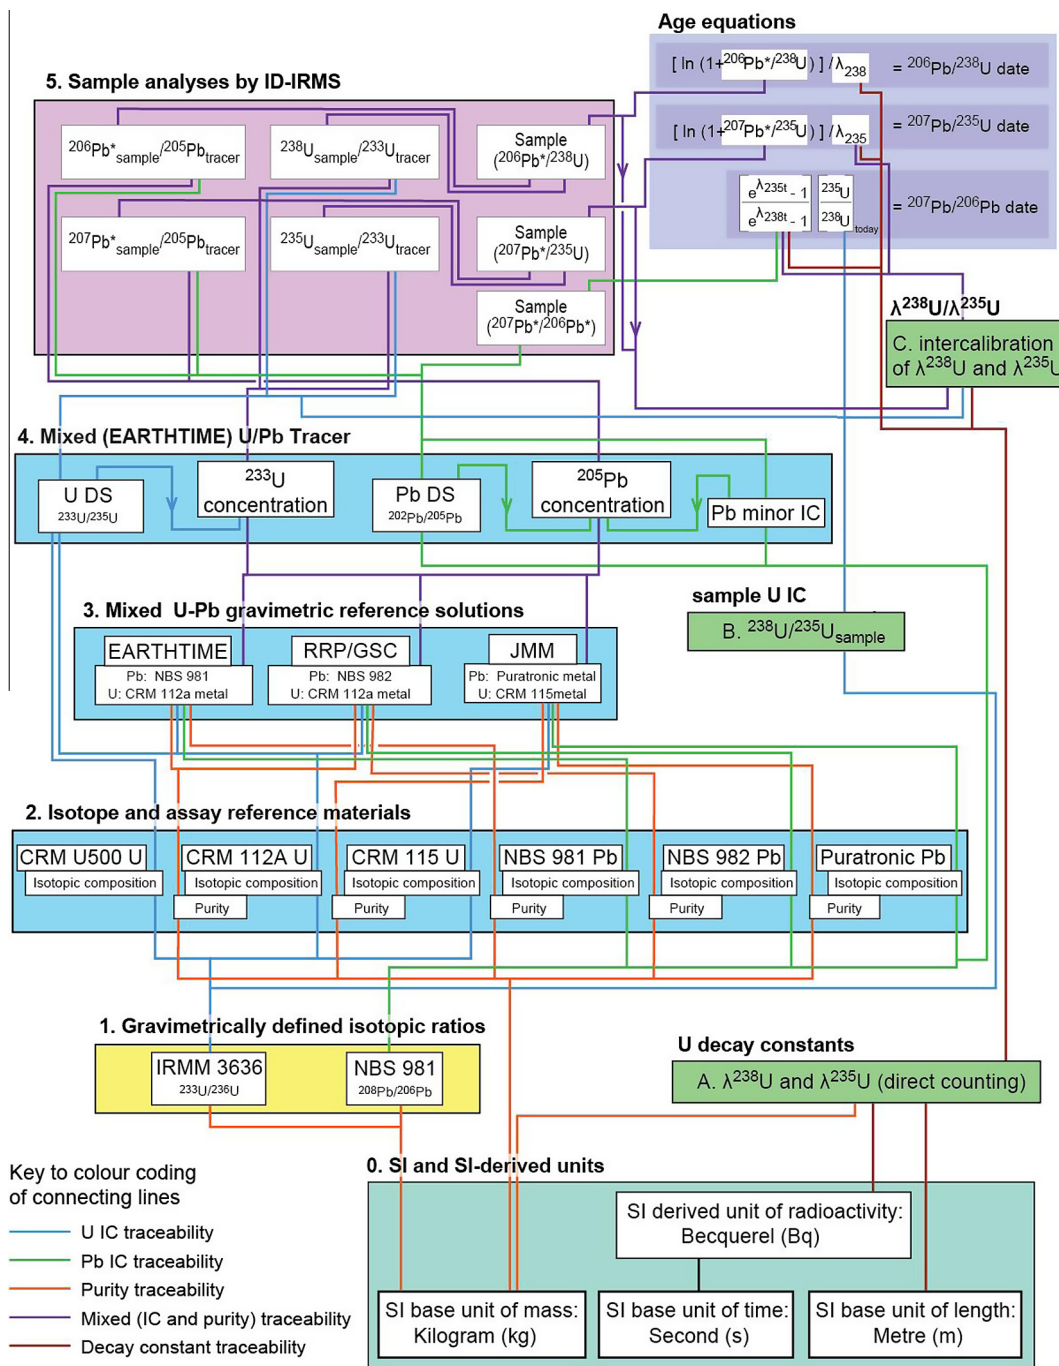 Age equations
[ ln (1+²⁰⁶Pb*/²³⁸U) ] / λ₂₃₈ = ²⁰⁶Pb/²³⁸U date
[ ln (1+²⁰⁷Pb*/²³⁵U) ] / λ₂₃₅ = ²⁰⁷Pb/²³⁵U date
e^λ235t - 1
e^λ238t - 1
²³⁵U
²³⁸U today
= ²⁰⁷Pb/²⁰⁶Pb date
5. Sample analyses by ID-IRMS
²⁰⁶Pb*sample/²⁰⁵Pbtracer
²³⁸Usample/²³³Utracer
Sample
(²⁰⁶Pb*/²³⁸U)
²⁰⁷Pb*sample/²⁰⁵Pbtracer
²³⁵Usample/²³³Utracer
Sample
(²⁰⁷Pb*/²³⁵U)
Sample
(²⁰⁷Pb*/²⁰⁶Pb*)
λ²³⁸U/λ²³⁵U
C. intercalibration
of λ²³⁸U and λ²³⁵U
4. Mixed (EARTHTIME) U/Pb Tracer
U DS
²³³U/²³⁵U
²³³U
concentration
Pb DS
²⁰²Pb/²⁰⁵Pb
²⁰⁵Pb
concentration
Pb minor IC
sample U IC
B. ²³⁸U/²³⁵Usample
3. Mixed U-Pb gravimetric reference solutions
EARTHTIME
Pb: NBS 981
U: CRM 112a metal
RRP/GSC
Pb: NBS 982
U: CRM 112a metal
JMM
Pb: Puratronic metal
U: CRM 115metal
2. Isotope and assay reference materials
CRM U500 U
Isotopic composition
CRM 112A U
Isotopic composition
Purity
CRM 115 U
Isotopic composition
Purity
NBS 981 Pb
Isotopic composition
Purity
NBS 982 Pb
Isotopic composition
Purity
Puratronic Pb
Isotopic composition
Purity
1. Gravimetrically defined isotopic ratios
IRMM 3636
²³³U/²³⁶U
NBS 981
²⁰⁸Pb/²⁰⁶Pb
U decay constants
A. λ²³⁸U and λ²³⁵U (direct counting)
0. SI and SI-derived units
SI derived unit of radioactivity:
Becquerel (Bq)
SI base unit of mass:
Kilogram (kg)
SI base unit of time:
Second (s)
SI base unit of length:
Metre (m)
Key to colour coding
of connecting lines
U IC traceability
Pb IC traceability
Purity traceability
Mixed (IC and purity) traceability
Decay constant traceability